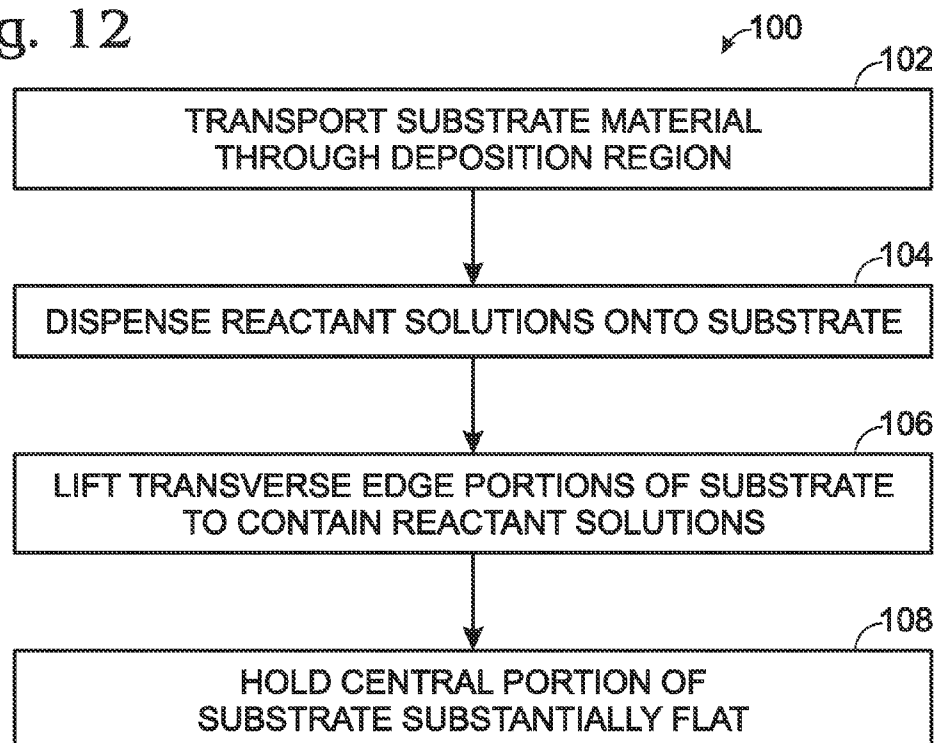 g. 12
100
102
TRANSPORT SUBSTRATE MATERIAL
THROUGH DEPOSITION REGION
104
DISPENSE REACTANT SOLUTIONS ONTO SUBSTRATE
106
LIFT TRANSVERSE EDGE PORTIONS OF SUBSTRATE
TO CONTAIN REACTANT SOLUTIONS
108
HOLD CENTRAL PORTION OF
SUBSTRATE SUBSTANTIALLY FLAT